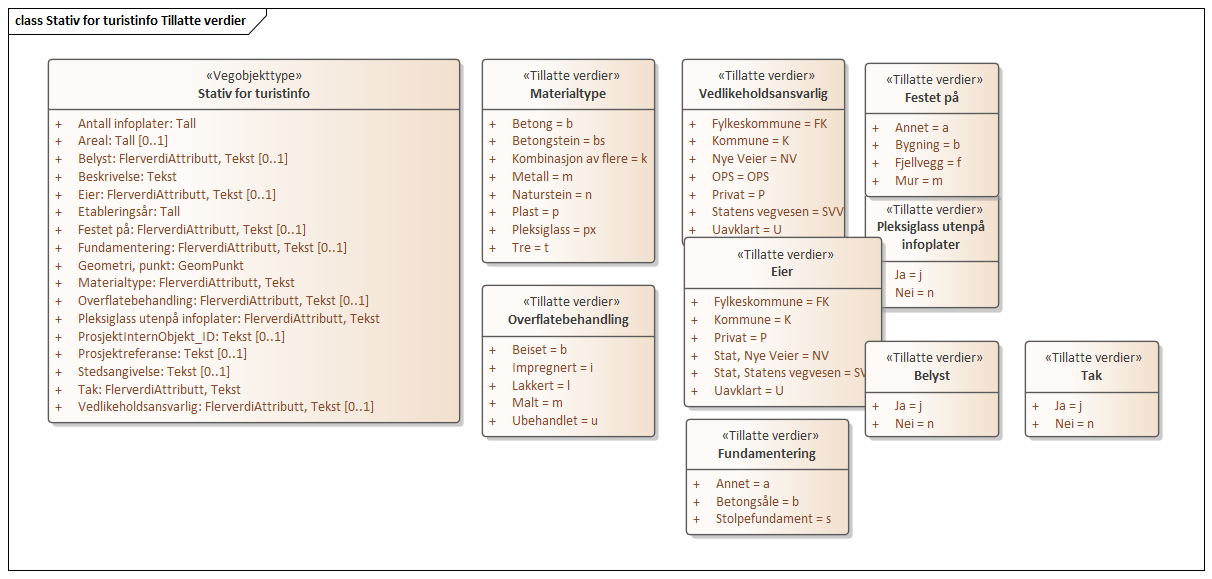 class Stativ for turistinfo Tillatte verdier
«Vegobjekttype»
Stativ for turistinfo
+ Antall infoplater: Tall
+ Areal: Tall [0..1]
+ Belyst: FlerverdiAttributt, Tekst [0..1]
+ Beskrivelse: Tekst
+ Eier: FlerverdiAttributt, Tekst [0..1]
+ Etableringsår: Tall
+ Festet på: FlerverdiAttributt, Tekst [0..1]
+ Fundamentering: FlerverdiAttributt, Tekst [0..1]
+ Geometri, punkt: GeomPunkt
+ Materialtype: FlerverdiAttributt, Tekst
+ Overflatebehandling: FlerverdiAttributt, Tekst [0..1]
+ Pleksiglass utenpå infoplater: FlerverdiAttributt, Tekst
+ ProsjektInternObjekt_ID: Tekst [0..1]
+ Prosjektreferanse: Tekst [0..1]
+ Stedsangivelse: Tekst [0..1]
+ Tak: FlerverdiAttributt, Tekst
+ Vedlikeholdsansvarlig: FlerverdiAttributt, Tekst [0..1]
«Tillatte verdier»
Materialtype
+ Betong = b
+ Betongstein = bs
+ Kombinasjon av flere = k
+ Metall = m
+ Naturstein = n
+ Plast = p
+ Pleksiglass = px
+ Tre = t
«Tillatte verdier»
Overflatebehandling
+ Beiset = b
+ Impregnert = i
+ Lakkert = l
+ Malt = m
+ Ubehandlet = u
«Tillatte verdier»
Vedlikeholdsansvarlig
+ Fylkeskommune = FK
+ Kommune = K
+ Nye Veier = NV
+ OPS = OPS
+ Privat = P
+ Statens vegvesen = SVV
+ Uavklart = U
«Tillatte verdier»
Eier
+ Fylkeskommune = FK
+ Kommune = K
+ Privat = P
+ Stat, Nye Veier = NV
+ Stat, Statens vegvesen = SV
+ Uavklart = U
«Tillatte verdier»
Fundamentering
+ Annet = a
+ Betongsåle = b
+ Stolpefundament = s
«Tillatte verdier»
Festet på
+ Annet = a
+ Bygning = b
+ Fjellvegg = f
+ Mur = m
«Tillatte verdier»
Pleksiglass utenpå
infoplater
Ja = j
Nei = n
«Tillatte verdier»
Belyst
+ Ja = j
+ Nei = n
«Tillatte verdier»
Tak
+ Ja = j
+ Nei = n